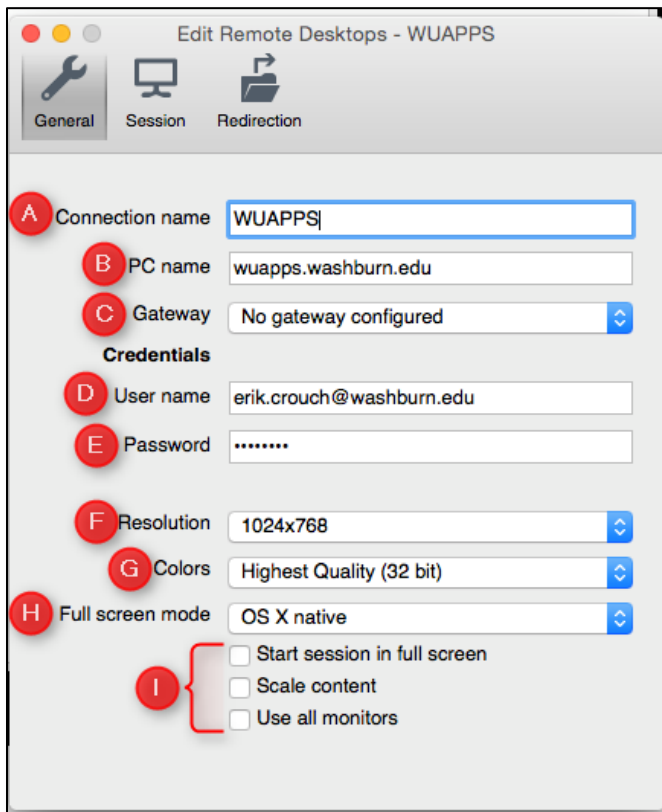 Edit Remote Desktops - WUAPPS
General Session Redirection
A Connection name WUAPPS
B PC name wuapps.washburn.edu
C Gateway No gateway configured
Credentials
D User name erik.crouch@washburn.edu
E Password ••••••••
F Resolution 1024x768
G Colors Highest Quality (32 bit)
H Full screen mode OS X native
Start session in full screen
I Scale content
Use all monitors